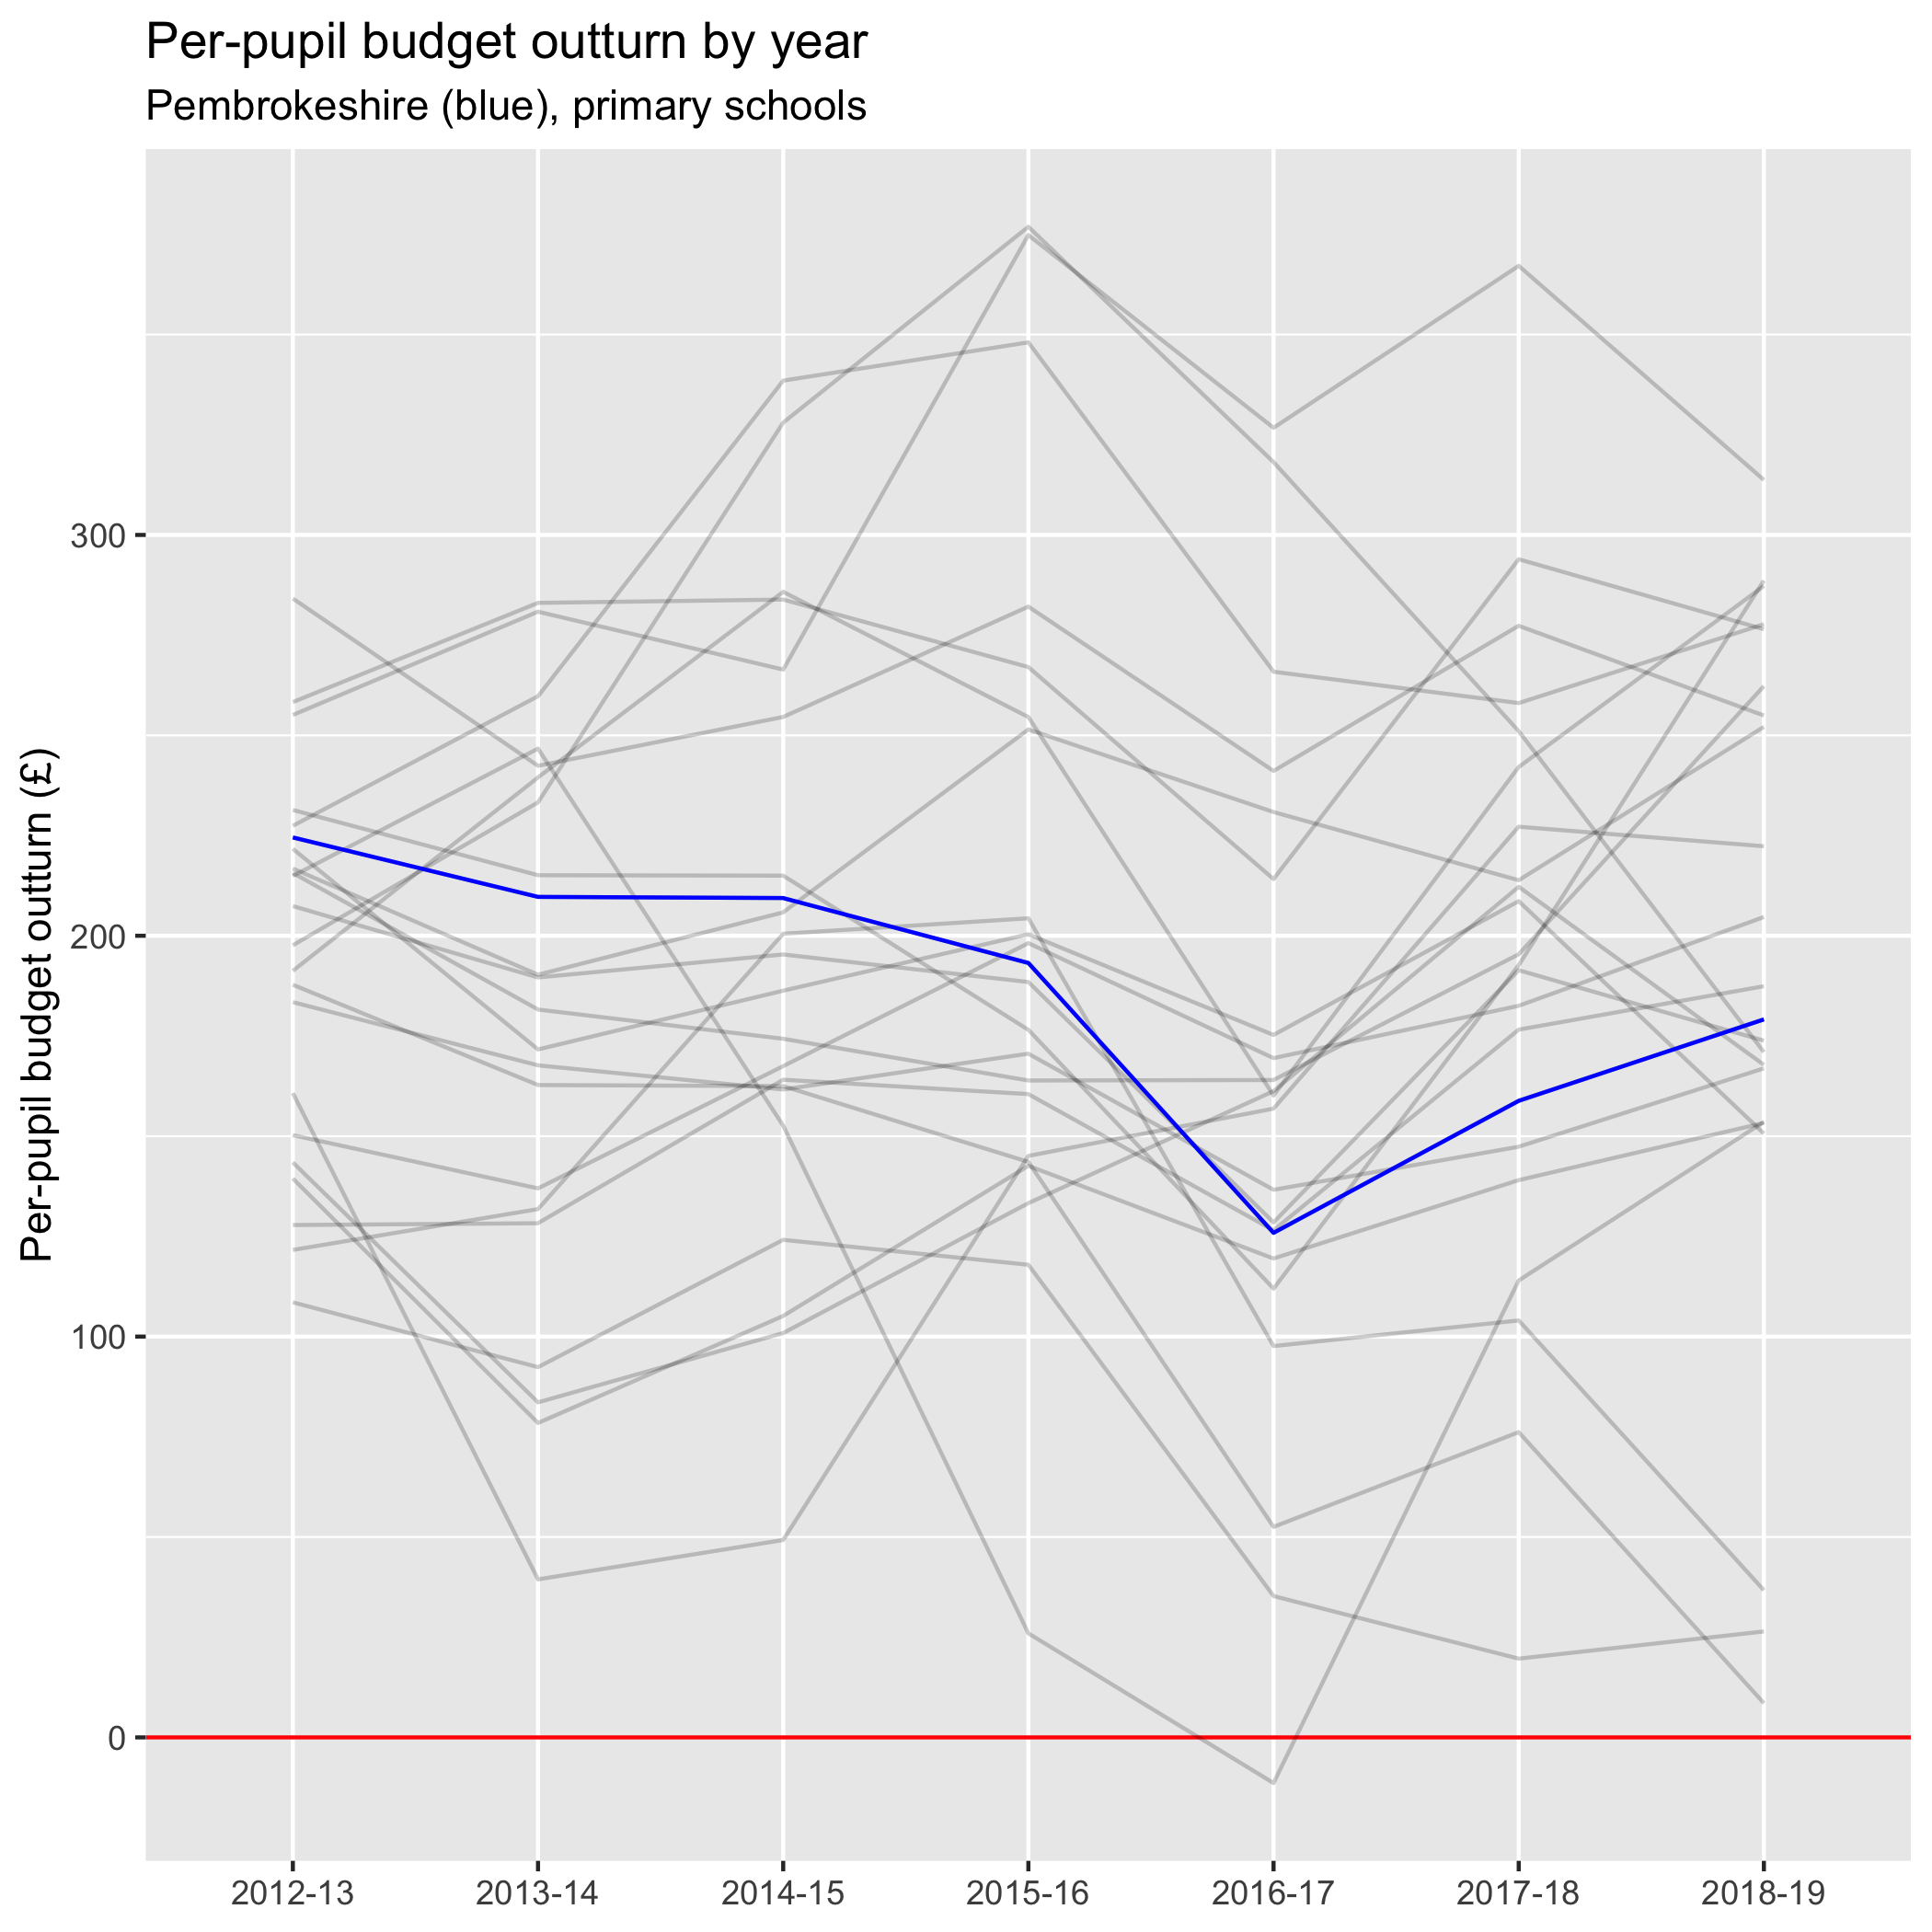 Per-pupil budget outturn by year
Pembrokeshire (blue), primary schools
Per-pupil budget outturn (£)
300
200
100
0
2012-13 2013-14 2014-15 2015-16 2016-17 2017-18 2018-19